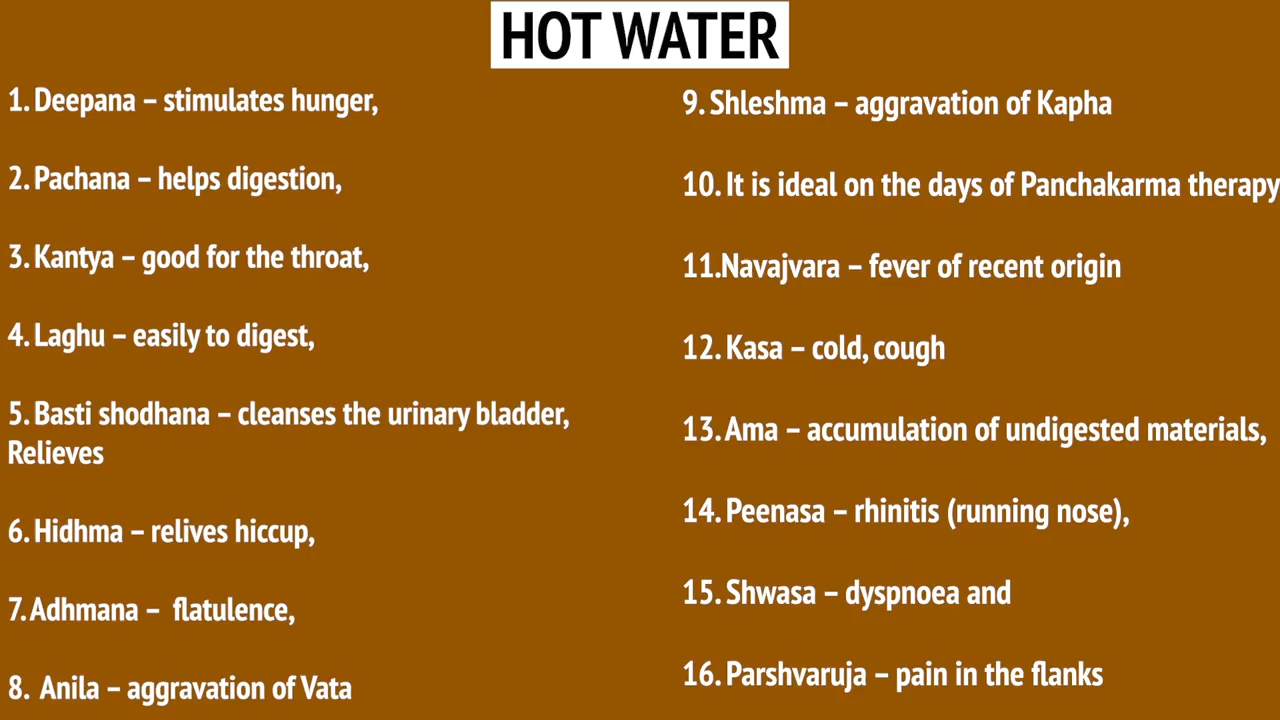 HOT WATER
1. Deepana – stimulates hunger,
2. Pachana – helps digestion,
3. Kantya – good for the throat,
4. Laghu – easily to digest,
5. Basti shodhana – cleanses the urinary bladder,
Relieves
6. Hidhma – relives hiccup,
7. Adhmana – flatulence,
8. Anila – aggravation of Vata
9. Shleshma – aggravation of Kapha
10. It is ideal on the days of Panchakarma therapy
11.Navajvara – fever of recent origin
12. Kasa – cold, cough
13. Ama – accumulation of undigested materials,
14. Peenasa – rhinitis (running nose),
15. Shwasa – dyspnoea and
16. Parshvaruja – pain in the flanks